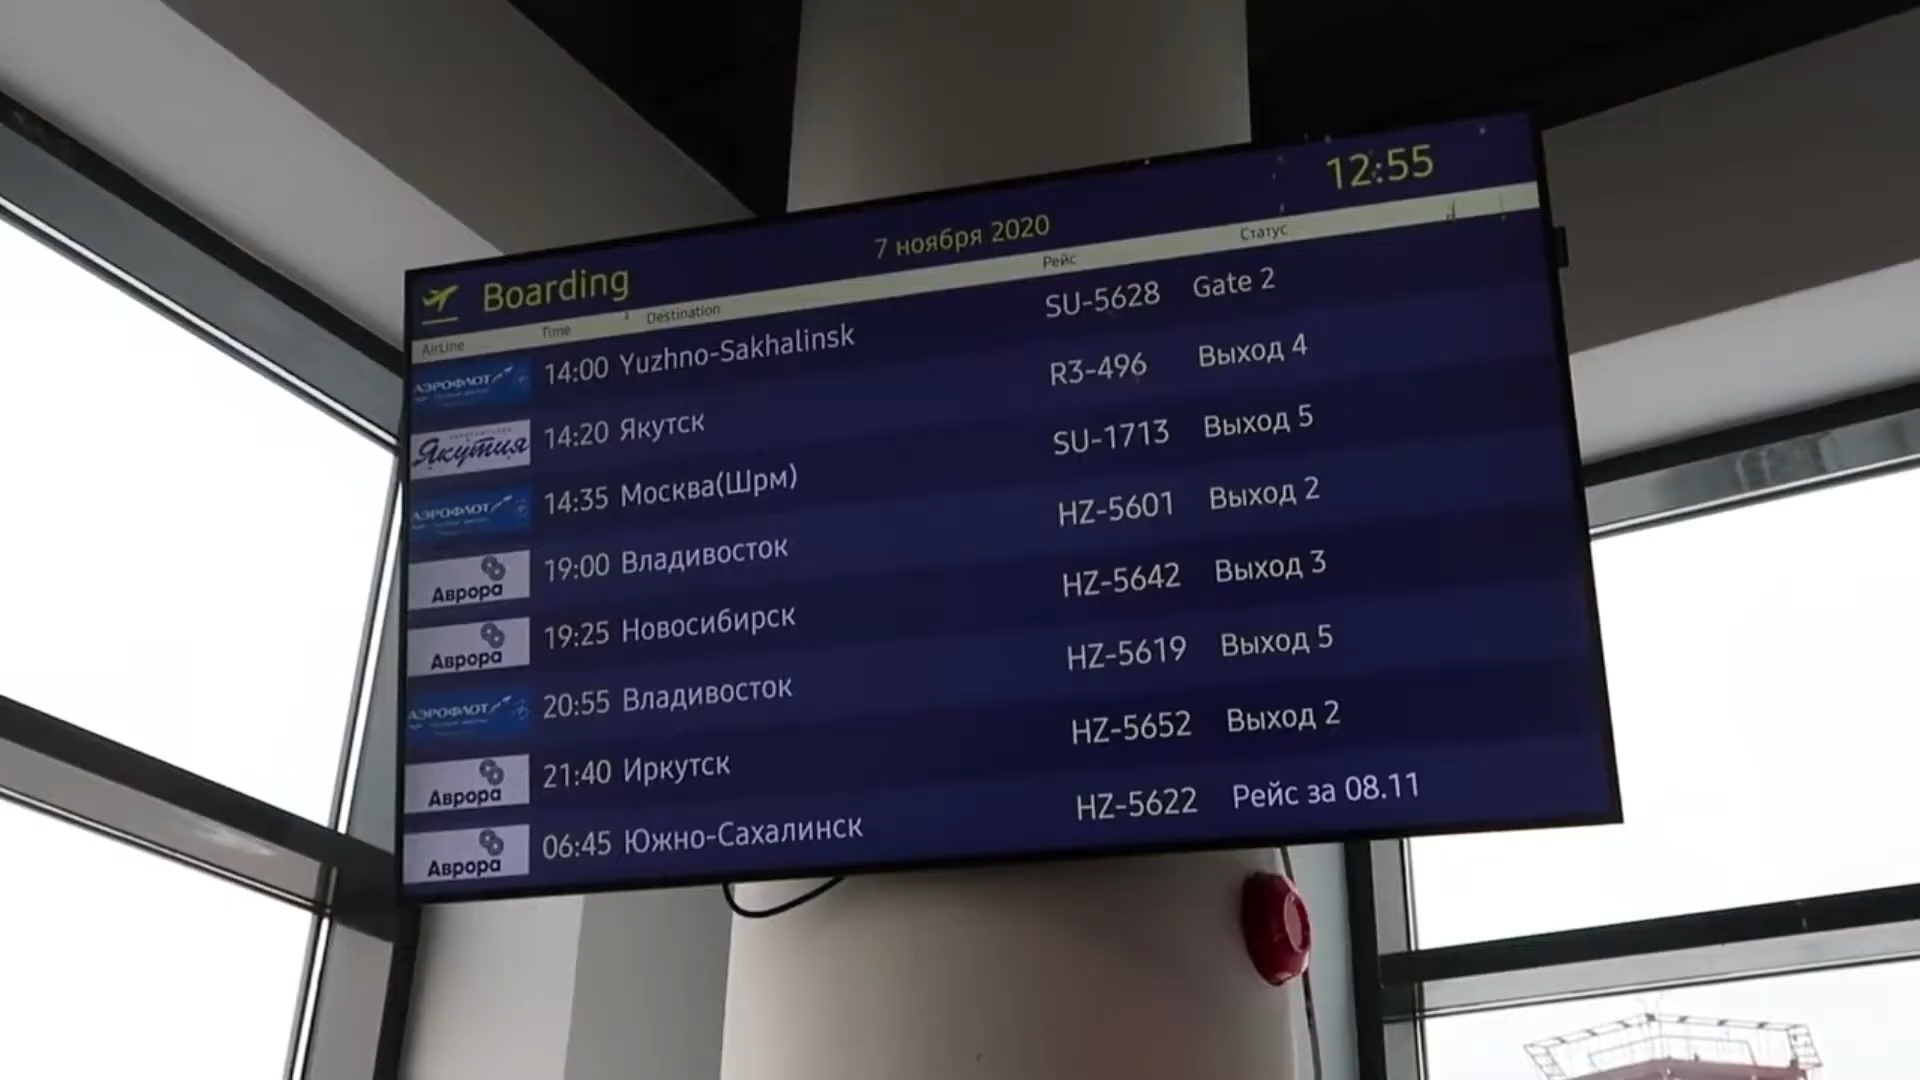 12:55
7 ноября 2020
Boarding
AirLine Time Destination Рейс Статус
АЭРОФЛОТ 14:00 Yuzhno-Sakhalinsk SU-5628 Gate 2
Якутия 14:20 Якутск R3-496 Выход 4
АЭРОФЛОТ 14:35 Москва(Шрм) SU-1713 Выход 5
Аврора 19:00 Владивосток HZ-5601 Выход 2
Аврора 19:25 Новосибирск HZ-5642 Выход 3
АЭРОФЛОТ 20:55 Владивосток HZ-5619 Выход 5
Аврора 21:40 Иркутск HZ-5652 Выход 2
Аврора 06:45 Южно-Сахалинск HZ-5622 Рейс за 08.11